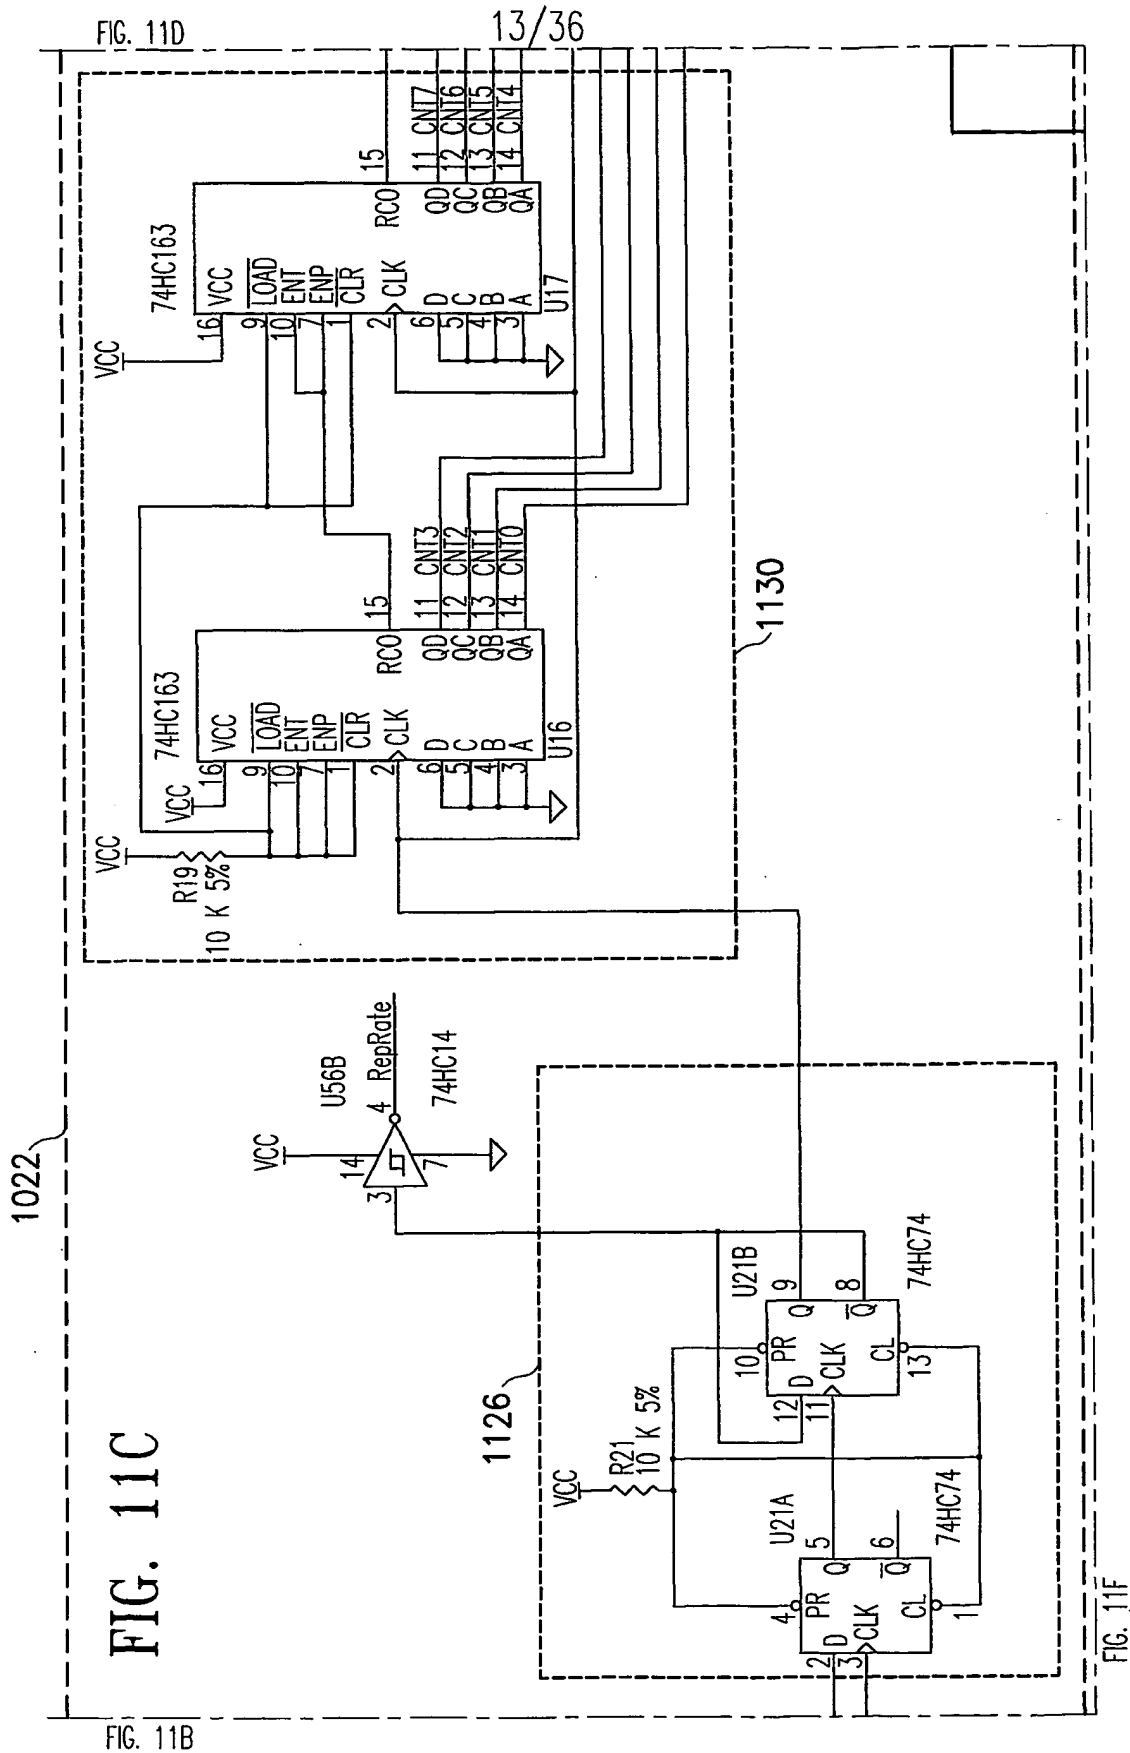 13/36
FIG. 11D
FIG. 11C
FIG. 11B
FIG. 11F
1022
1126
1130
VCC
R19
10 K 5%
VCC
74HC163
16 VCC
9 LOAD
10 ENT
7 ENP
1 CLR
2 CLK
6 D
5 C
4 B
3 A
U16
RCO 15
QD 11 CNT3
QC 12 CNT2
QB 13 CNT1
QA 14 CNT0
VCC
74HC163
16 VCC
9 LOAD
10 ENT
7 ENP
1 CLR
2 CLK
6 D
5 C
4 B
3 A
U17
RCO 15
QD 11 CNT7
QC 12 CNT6
QB 13 CNT5
QA 14 CNT4
VCC
U56B
14
3
4 RepRate
7
74HC14
VCC
R21
10 K 5%
U21A
4
PR
2 D
3 CLK
Q 5
Q 6
CL
1
74HC74
U21B
10
PR
12 D
11 CLK
Q 9
Q 8
CL
13
74HC74